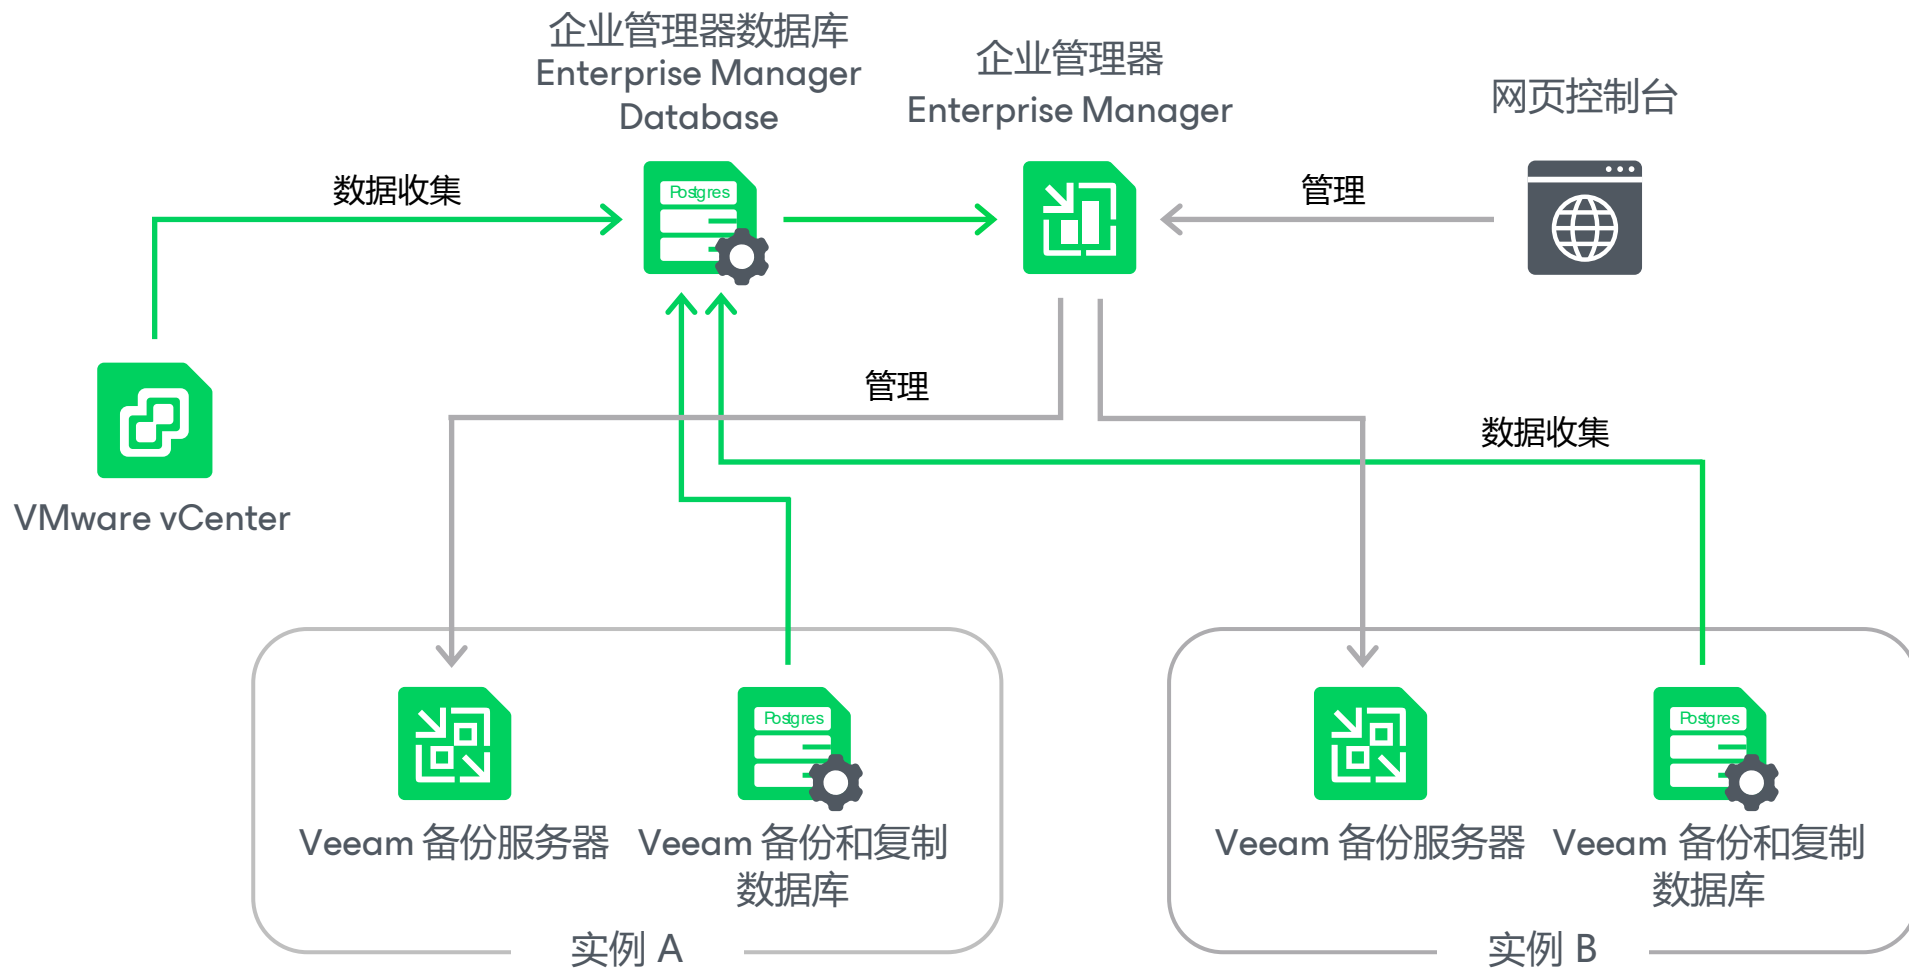 企业管理器数据库
Enterprise Manager
Database
企业管理器
Enterprise Manager
网页控制台
数据收集
管理
Postgres
VMware vCenter
管理
数据收集
Postgres
Postgres
Veeam 备份服务器
Veeam 备份和复制
数据库
Veeam 备份服务器
Veeam 备份和复制
数据库
实例 A
实例 B